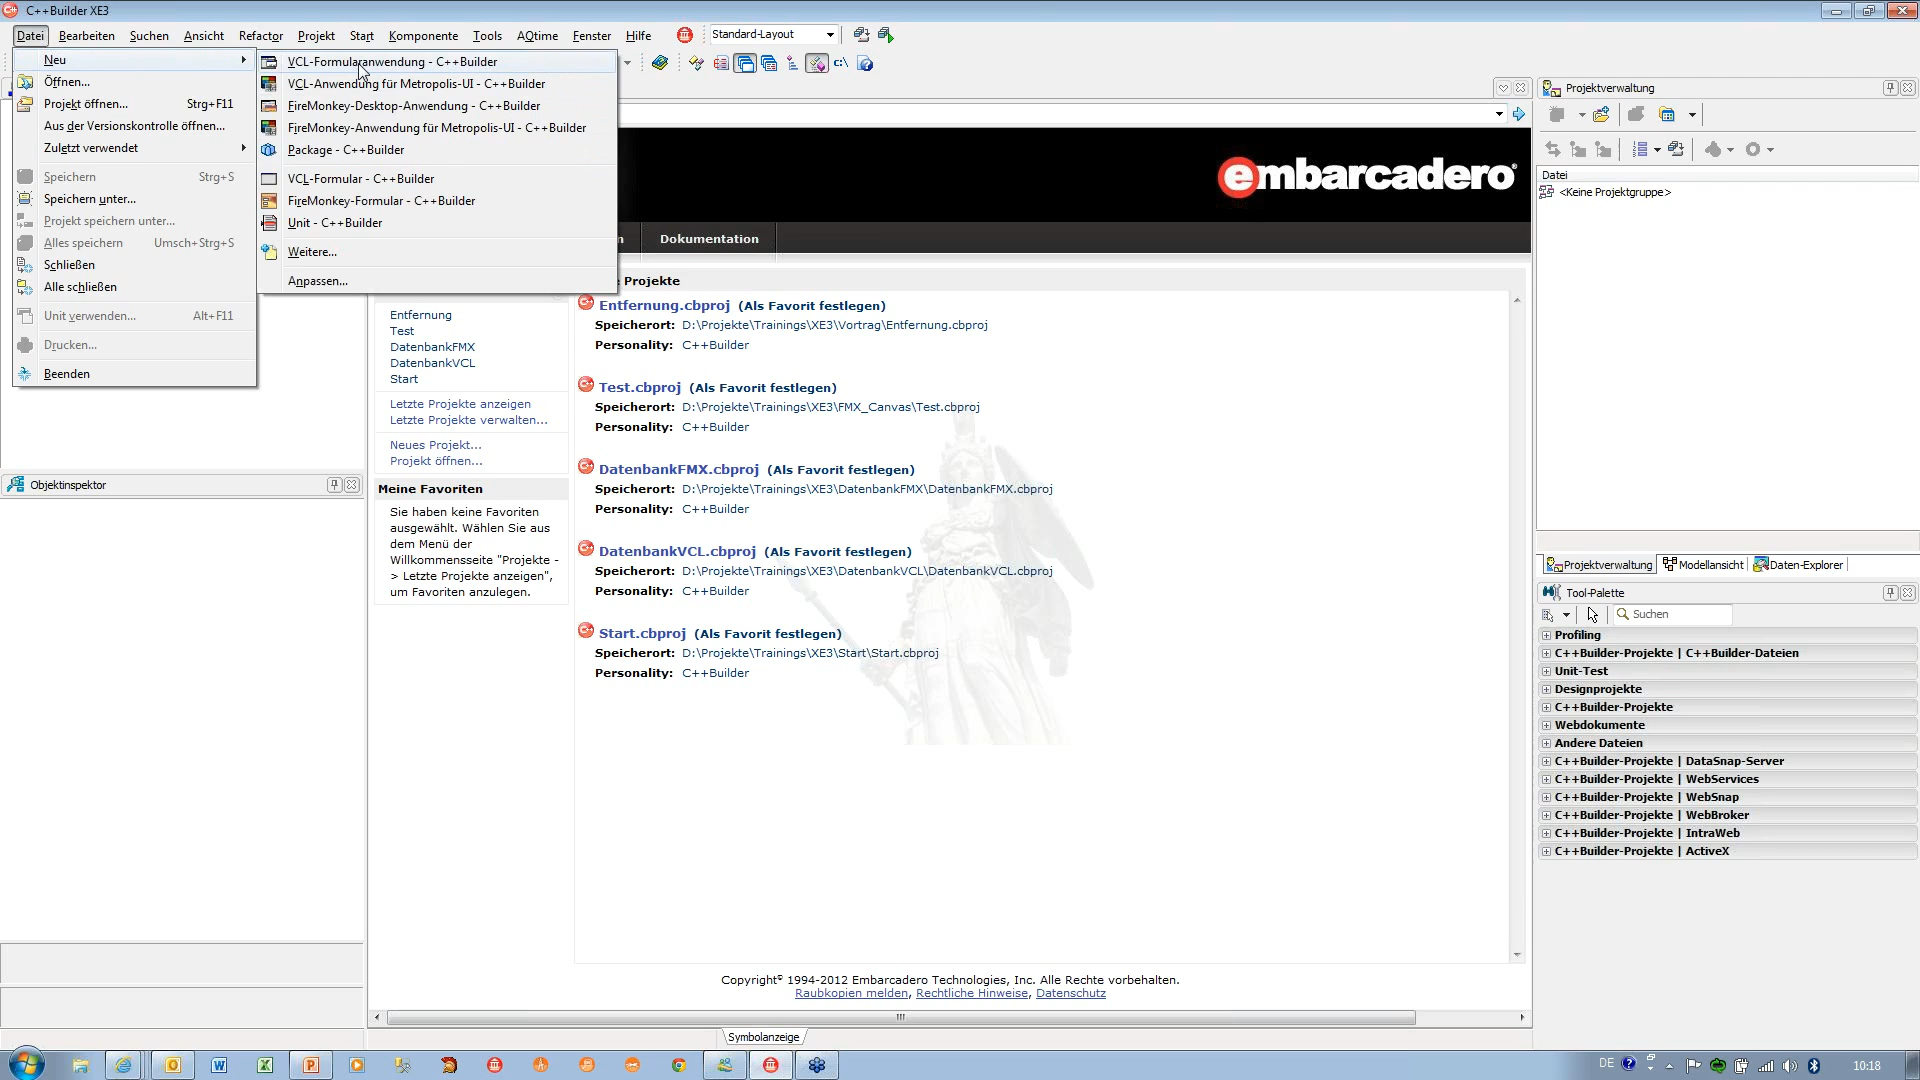 C++Builder XE3
Datei Bearbeiten Suchen Ansicht Refactor Projekt Start Komponente Tools AQtime Fenster Hilfe
Standard-Layout
Neu
Öffnen...
Projekt öffnen... Strg+F11
Aus der Versionskontrolle öffnen...
Zuletzt verwendet
Speichern Strg+S
Speichern unter...
Projekt speichern unter...
Alles speichern Umsch+Strg+S
Schließen
Alle schließen
Unit verwenden... Alt+F11
Drucken...
Beenden
VCL-Formularanwendung - C++Builder
VCL-Anwendung für Metropolis-UI - C++Builder
FireMonkey-Desktop-Anwendung - C++Builder
FireMonkey-Anwendung für Metropolis-UI - C++Builder
Package - C++Builder
VCL-Formular - C++Builder
FireMonkey-Formular - C++Builder
Unit - C++Builder
Weitere...
Anpassen...
c:\
embarcadero
Dokumentation
Projekte
Entfernung
Test
DatenbankFMX
DatenbankVCL
Start
Letzte Projekte anzeigen
Letzte Projekte verwalten...
Neues Projekt...
Projekt öffnen...
Meine Favoriten
Sie haben keine Favoriten
ausgewählt. Wählen Sie aus
dem Menü der
Willkommensseite "Projekte -
> Letzte Projekte anzeigen",
um Favoriten anzulegen.
Entfernung.cbproj (Als Favorit festlegen)
Speicherort: D:\Projekte\Trainings\XE3\Vortrag\Entfernung.cbproj
Personality: C++Builder
Test.cbproj (Als Favorit festlegen)
Speicherort: D:\Projekte\Trainings\XE3\FMX_Canvas\Test.cbproj
Personality: C++Builder
DatenbankFMX.cbproj (Als Favorit festlegen)
Speicherort: D:\Projekte\Trainings\XE3\DatenbankFMX\DatenbankFMX.cbproj
Personality: C++Builder
DatenbankVCL.cbproj (Als Favorit festlegen)
Speicherort: D:\Projekte\Trainings\XE3\DatenbankVCL\DatenbankVCL.cbproj
Personality: C++Builder
Start.cbproj (Als Favorit festlegen)
Speicherort: D:\Projekte\Trainings\XE3\Start\Start.cbproj
Personality: C++Builder
Copyright© 1994-2012 Embarcadero Technologies, Inc. Alle Rechte vorbehalten.
Raubkopien melden, Rechtliche Hinweise, Datenschutz
Symbolanzeige
Objektinspektor
Projektverwaltung
Datei
<Keine Projektgruppe>
Projektverwaltung Modellansicht Daten-Explorer
Tool-Palette
Suchen
Profiling
C++Builder-Projekte | C++Builder-Dateien
Unit-Test
Designprojekte
C++Builder-Projekte
Webdokumente
Andere Dateien
C++Builder-Projekte | DataSnap-Server
C++Builder-Projekte | WebServices
C++Builder-Projekte | WebSnap
C++Builder-Projekte | WebBroker
C++Builder-Projekte | IntraWeb
C++Builder-Projekte | ActiveX
DE
10:18